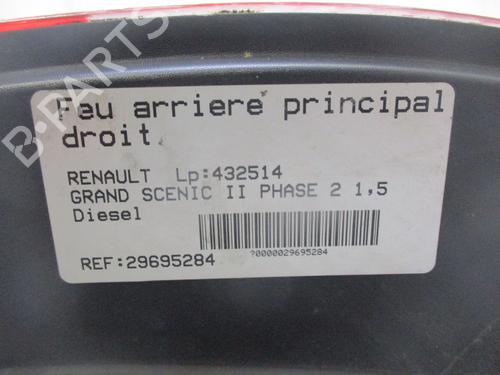 Feu arriere principal
droit.
RENAULT Lp:432514
GRAND SCENIC II PHASE 2 1,5
Diesel
?0000029695284
REF:29695284
B-PARTS